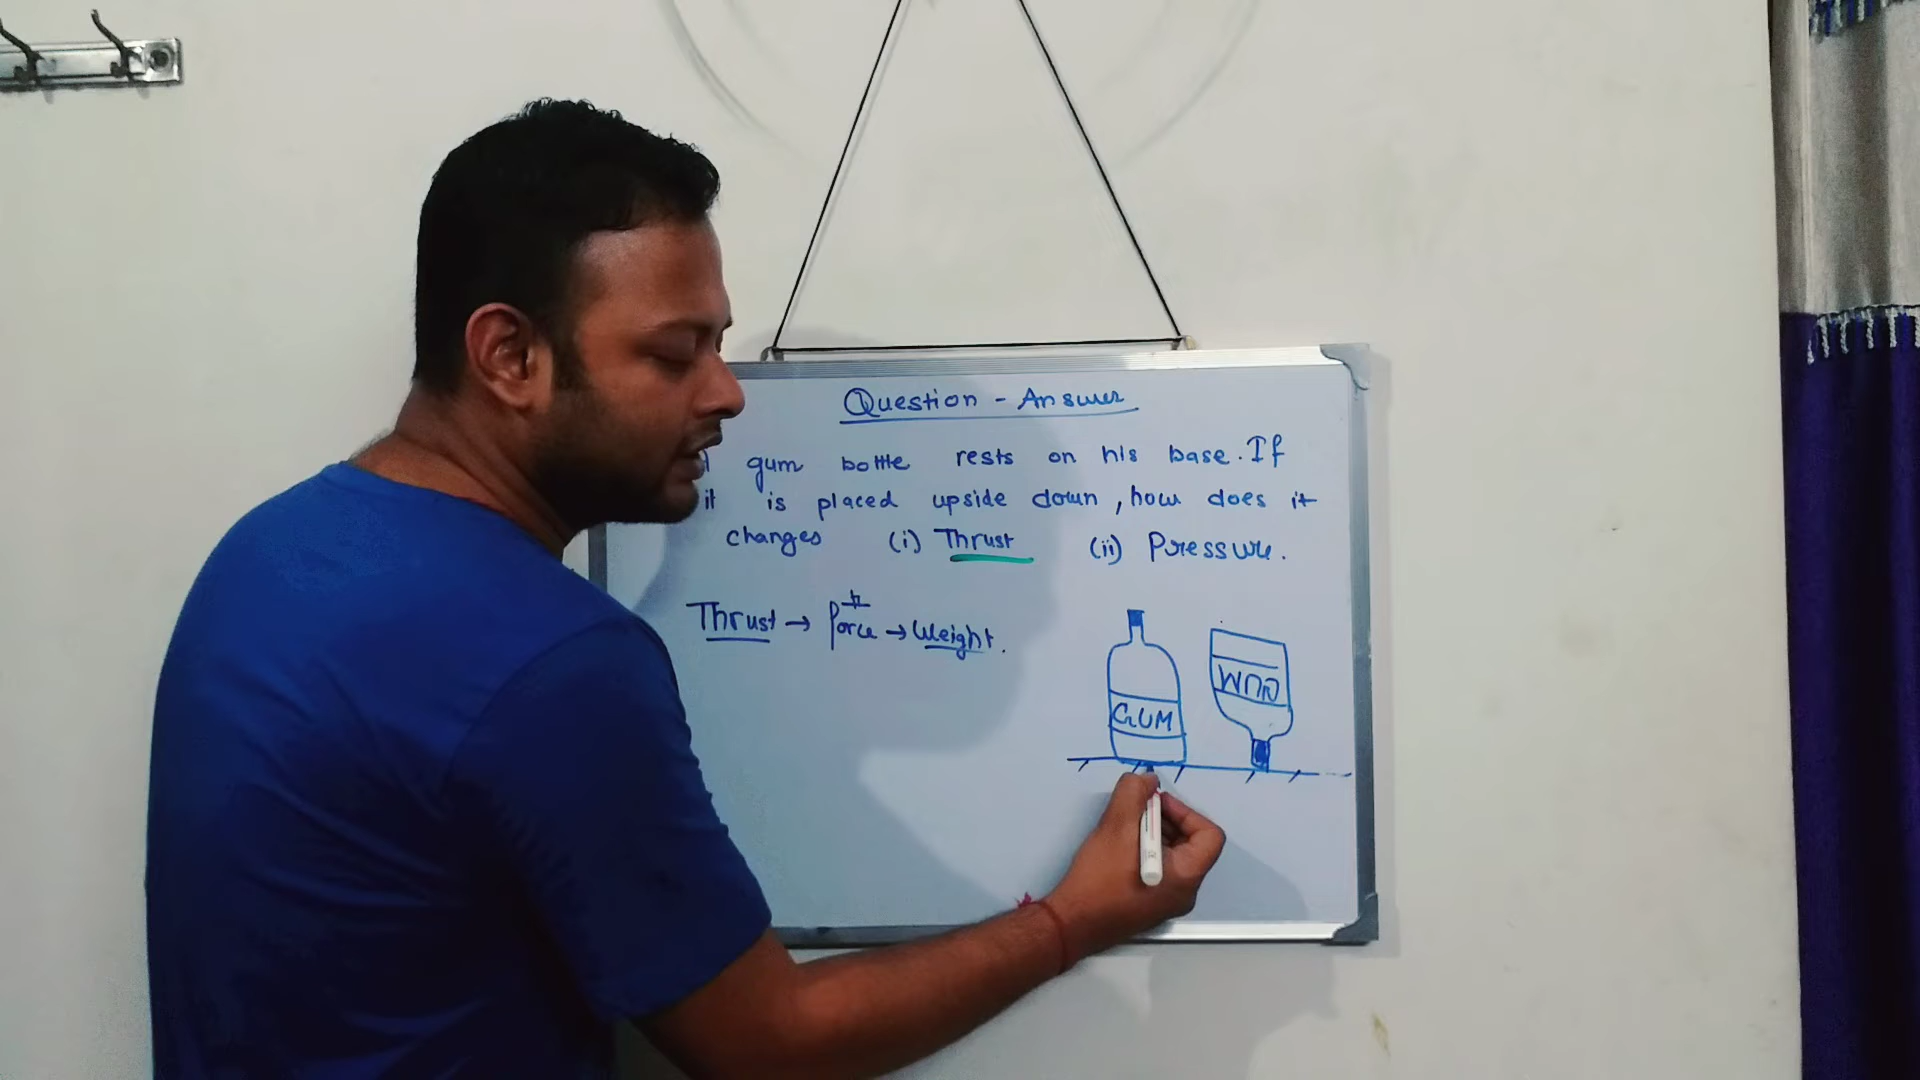 Question - Answer
gum bottle rests on his base. If
it is placed upside down, how does it
changes (i) Thrust (ii) Pressure.
Thrust → force → Weight.
GUM
GUM